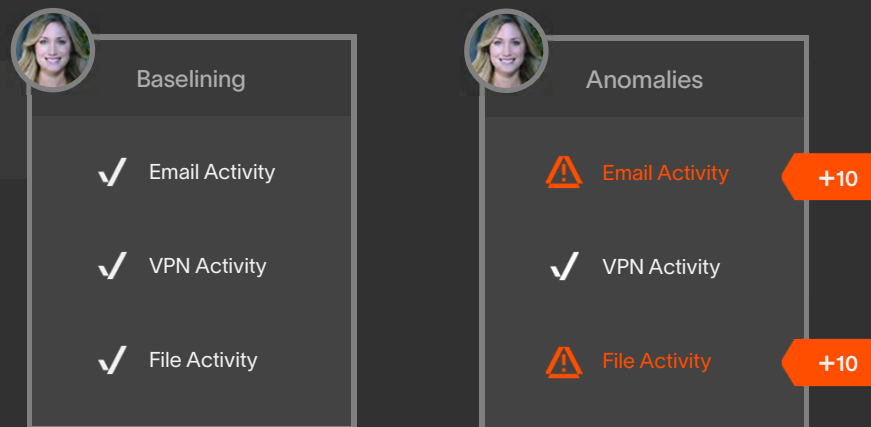 Baselining
Email Activity
VPN Activity
File Activity
Anomalies
Email Activity
+10
VPN Activity
File Activity
+10